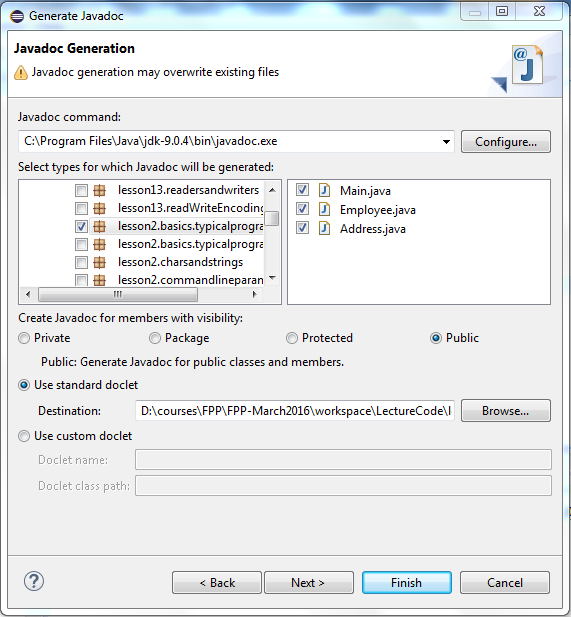 Generate Javadoc
Javadoc Generation
Javadoc generation may overwrite existing files
@
J
Javadoc command:
C:\Program Files\Java\jdk-9.0.4\bin\javadoc.exe
Configure...
Select types for which Javadoc will be generated:
lesson13.readersandwriters
lesson13.readWriteEncoding
lesson2.basics.typicalprogra
lesson2.basics.typicalprogra
lesson2.charsandstrings
lesson2.commandlineparan
Main.java
Employee.java
Address.java
Create Javadoc for members with visibility:
Private Package Protected Public
Public: Generate Javadoc for public classes and members.
Use standard doclet
Destination: D:\courses\FPP\FPP-March2016\workspace\LectureCode\l Browse...
Use custom doclet
Doclet name:
Doclet class path:
? < Back Next > Finish Cancel